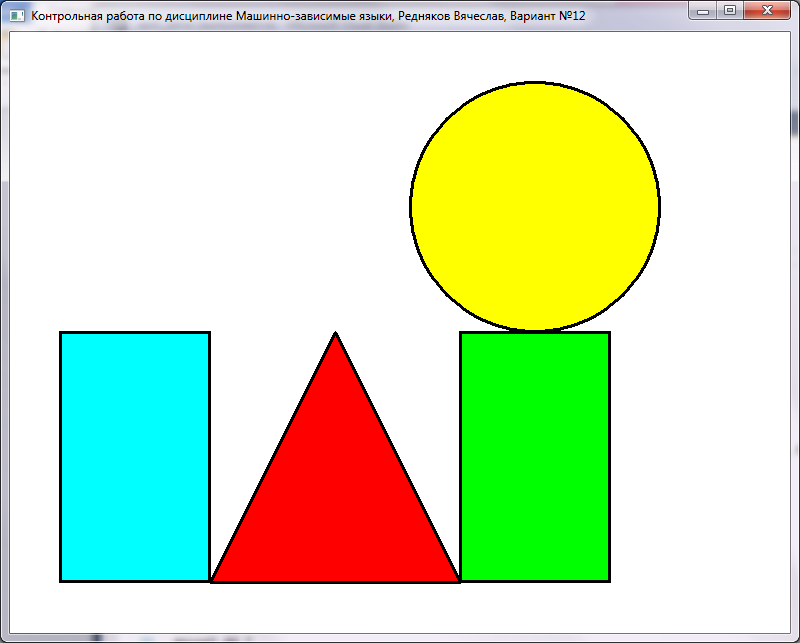 Контрольная работа по дисциплине Машинно-зависимые языки, Редняков Вячеслав, Вариант №12